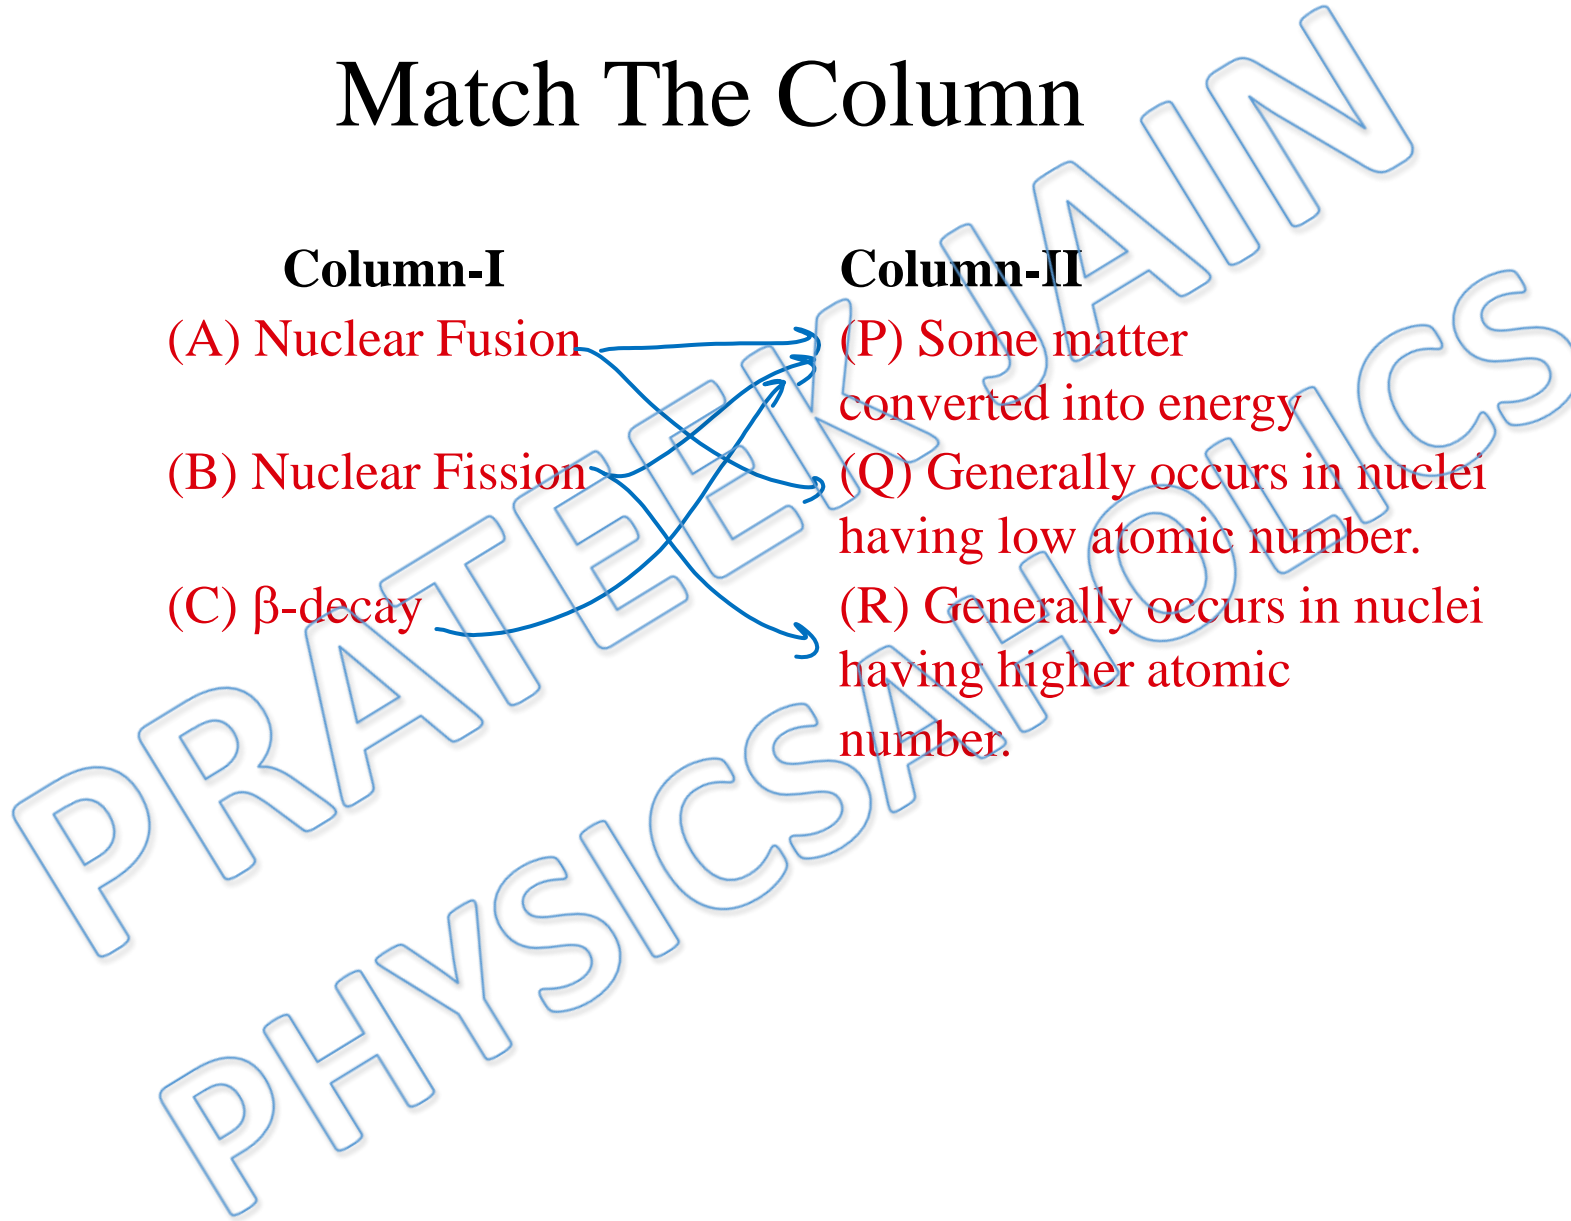 Match The Column
Column-I
Column-II
(A) Nuclear Fusion
(P) Some matter
converted into energy
(B) Nuclear Fission
(Q) Generally occurs in nuclei
having low atomic number.
(C) β-decay
(R) Generally occurs in nuclei
having higher atomic
number.
PRATEEK JAIN
PHYSICSAHOLICS